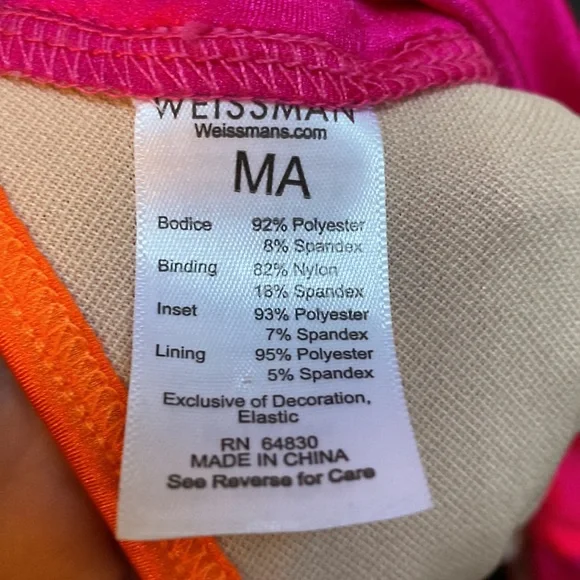 WEISSMAN
Weissmans.com
MA
Bodice 92% Polyester
8% Spandex
Binding 82% Nylon
18% Spandex
Inset 93% Polyester
7% Spandex
Lining 95% Polyester
5% Spandex
Exclusive of Decoration,
Elastic
RN 64830
MADE IN CHINA
See Reverse for Care